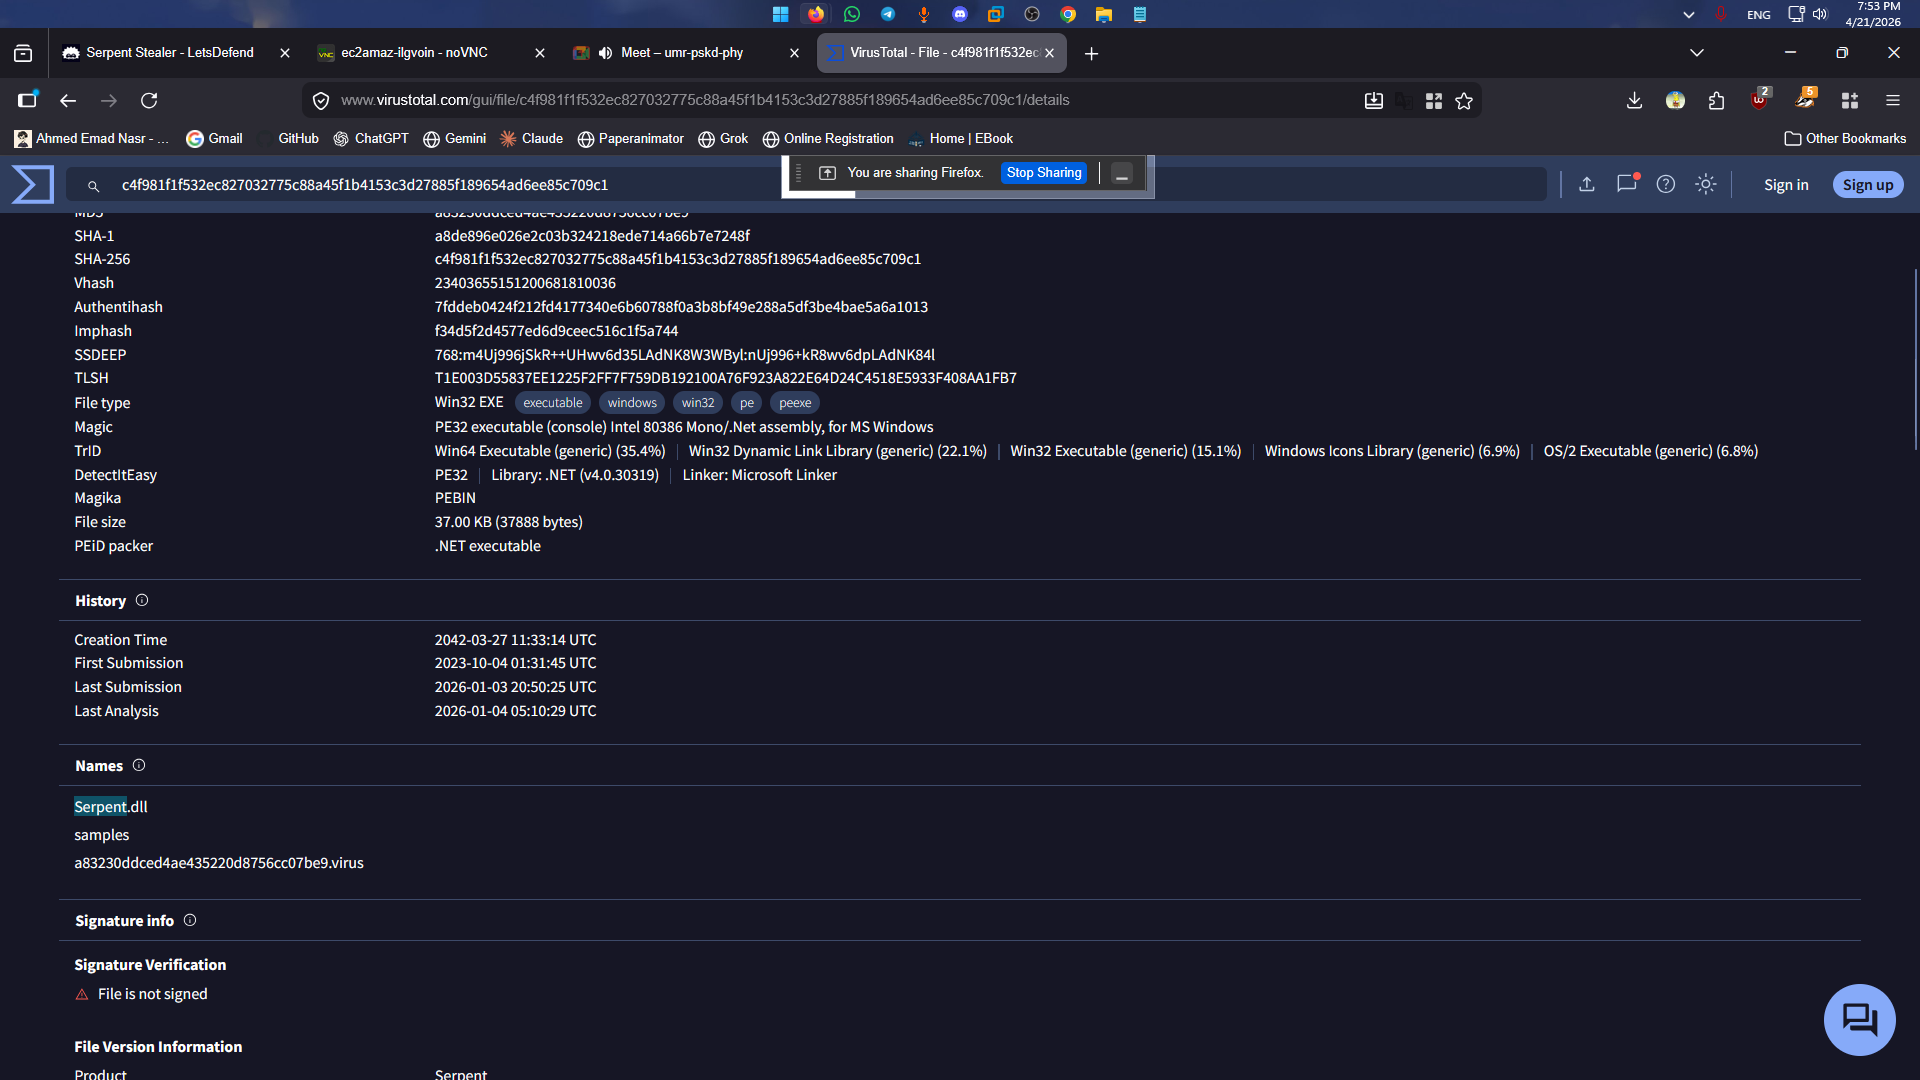 7:53 PM
ENG
4/21/2026
Serpent Stealer - LetsDefend
ec2amaz-ilgvoin - noVNC
Meet – umr-pskd-phy
VirusTotal - File - c4f981f1f532ec
www.virustotal.com/gui/file/c4f981f1f532ec827032775c88a45f1b4153c3d27885f189654ad6ee85c709c1/details
2
5
Ahmed Emad Nasr - ...
Gmail
GitHub
ChatGPT
Gemini
Claude
Paperanimator
Grok
Online Registration
Home | EBook
Other Bookmarks
You are sharing Firefox.
Stop Sharing
c4f981f1f532ec827032775c88a45f1b4153c3d27885f189654ad6ee85c709c1
Sign in
Sign up
MD5 a83230ddced4ae435220d8756cc07be9
SHA-1 a8de896e026e2c03b324218ede714a66b7e7248f
SHA-256 c4f981f1f532ec827032775c88a45f1b4153c3d27885f189654ad6ee85c709c1
Vhash 23403655151200681810036
Authentihash 7fddeb0424f212fd4177340e6b60788f0a3b8bf49e288a5df3be4bae5a6a1013
Imphash f34d5f2d4577ed6d9ceec516c1f5a744
SSDEEP 768:m4Uj996jSkR++UHwv6d35LAdNK8W3WByl:nUj996+kR8wv6dpLAdNK84l
TLSH T1E003D55837EE1225F2FF7F759DB192100A76F923A822E64D24C4518E5933F408AA1FB7
File type Win32 EXE executable windows win32 pe peexe
Magic PE32 executable (console) Intel 80386 Mono/.Net assembly, for MS Windows
TrID Win64 Executable (generic) (35.4%) | Win32 Dynamic Link Library (generic) (22.1%) | Win32 Executable (generic) (15.1%) | Windows Icons Library (generic) (6.9%) | OS/2 Executable (generic) (6.8%)
DetectItEasy PE32 | Library: .NET (v4.0.30319) | Linker: Microsoft Linker
Magika PEBIN
File size 37.00 KB (37888 bytes)
PEiD packer .NET executable
History
Creation Time 2042-03-27 11:33:14 UTC
First Submission 2023-10-04 01:31:45 UTC
Last Submission 2026-01-03 20:50:25 UTC
Last Analysis 2026-01-04 05:10:29 UTC
Names
Serpent.dll
samples
a83230ddced4ae435220d8756cc07be9.virus
Signature info
Signature Verification
File is not signed
File Version Information
Product Serpent